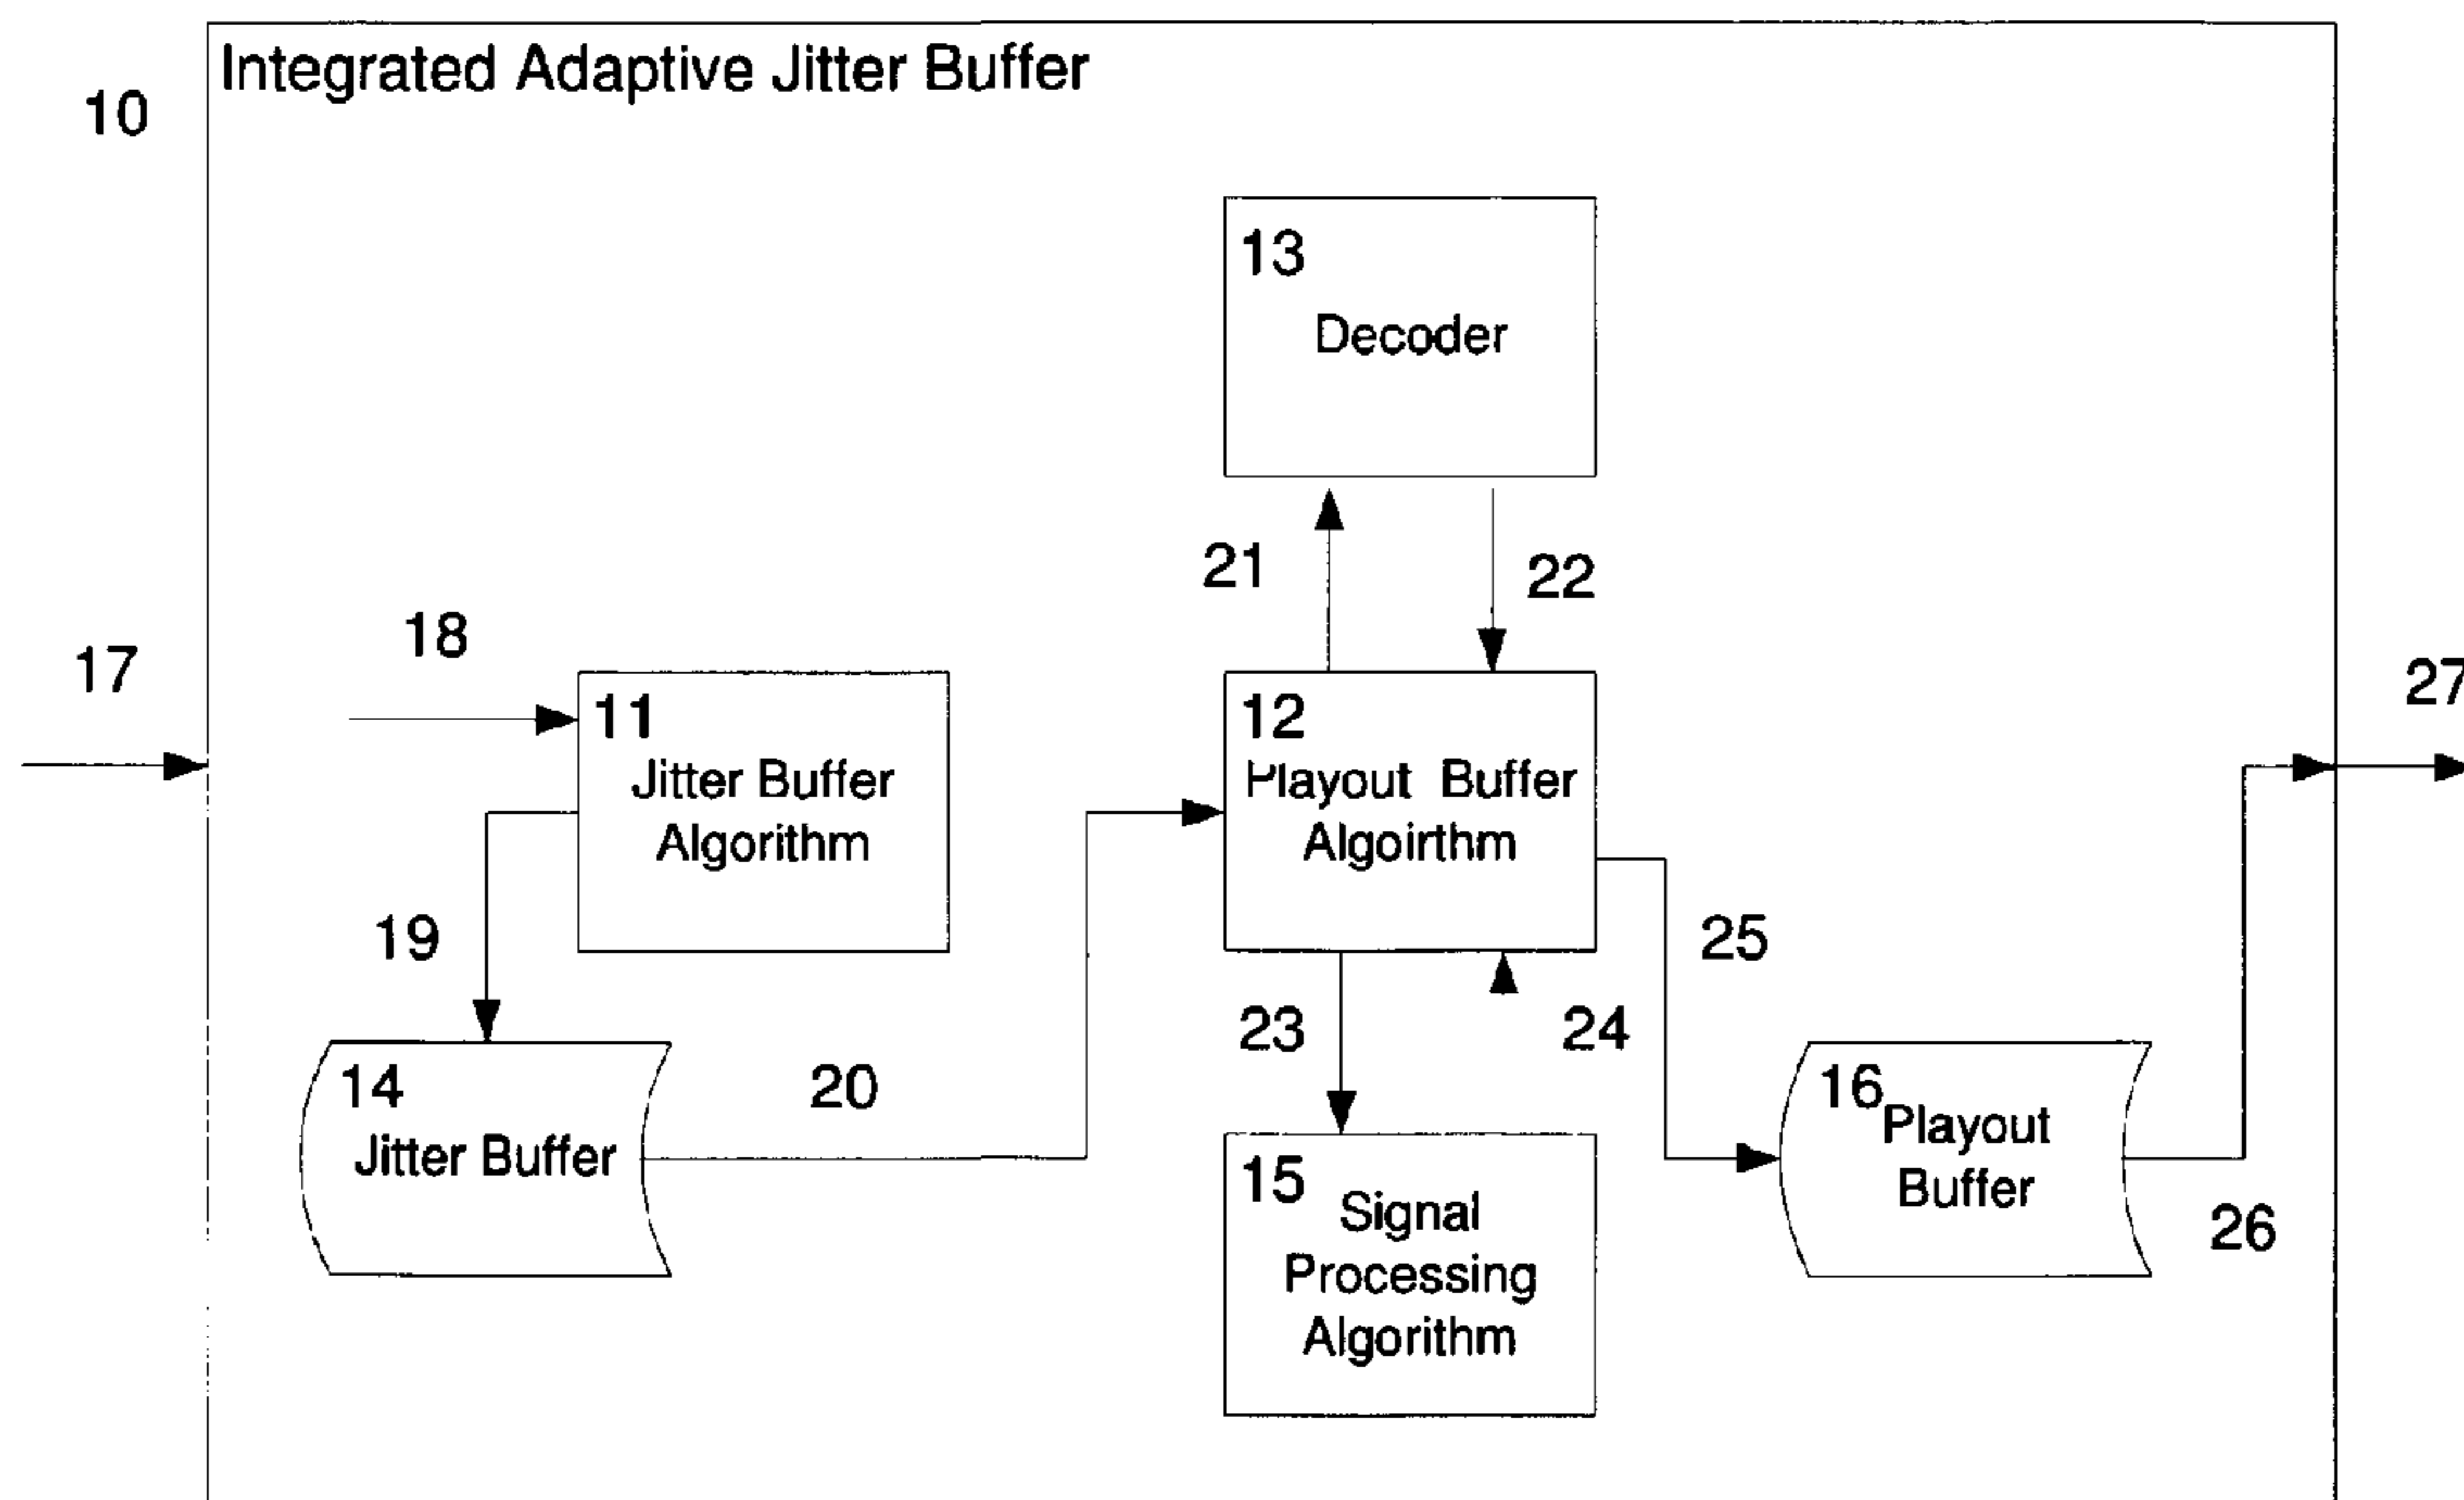 Integrated Adaptive Jitter Buffer
10
13
Decoder
21
22
18
17
11
Jitter Buffer
Algorithm
12
Playout Buffer
Algoirthm
27
19
25
23
24
14
Jitter Buffer
20
15
Signal
Processing
Algorithm
16
Playout
Buffer
26